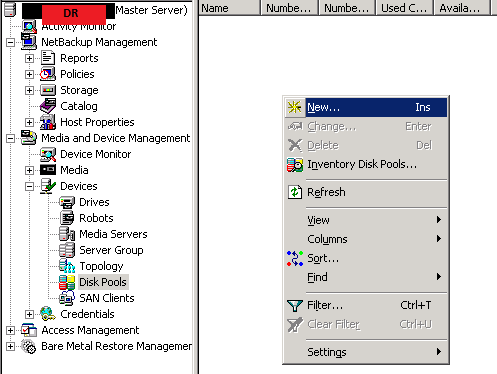 DR Master Server)
Activity Monitor
NetBackup Management
Reports
Policies
Storage
Catalog
Host Properties
Media and Device Management
Device Monitor
Media
Devices
Drives
Robots
Media Servers
Server Group
Topology
Disk Pools
SAN Clients
Credentials
Access Management
Bare Metal Restore Managemer
Name Numbe... Numbe... Used C... Availa...
New... Ins
Change... Enter
Delete Del
Inventory Disk Pools...
Refresh
View
Columns
Sort...
Find
Filter... Ctrl+T
Clear Filter Ctrl+U
Settings